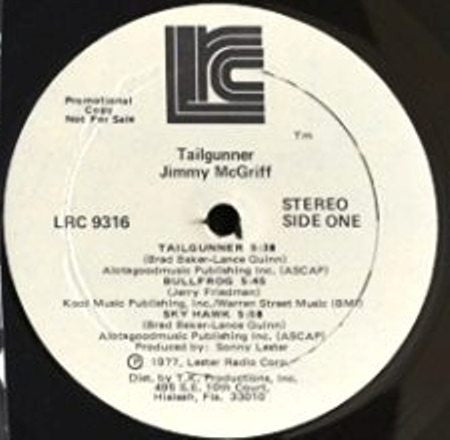 LRC
Promotional
Copy
Not For Sale
Tm
Tailgunner
Jimmy McGriff
LRC 9316
STEREO
SIDE ONE
TAILGUNNER 5:38
(Brad Baker-Lance Quinn)
Alotagoodmusic Publishing Inc. (ASCAP)
BULLFROG 5:45
(Jerry Friedman)
Kooli Music Publishing, Inc./Warren Street Music (BMI)
SKY HAWK 5:58
(Brad Baker-Lance Quinn)
Alotagoodmusic Publishing Inc. (ASCAP)
Produced by: Sonny Lester
Ⓟ 1977, Lester Radio Corp.
Dist. by T.K. Productions, Inc.
495 S.E. 10th Court,
Hialeah, Fla. 33010